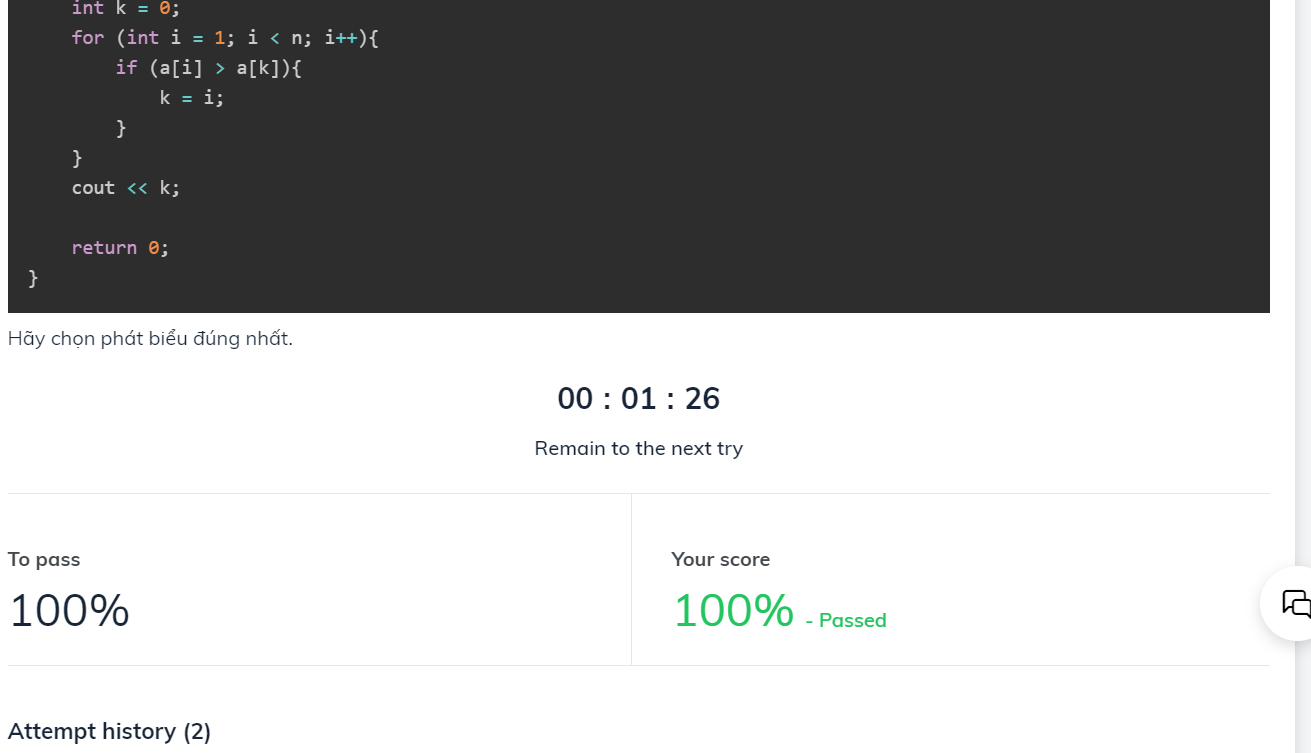 int k = 0;
for (int i = 1; i < n; i++){
if (a[i] > a[k]){
k = i;
}
}
cout << k;
return 0;
}
Hãy chọn phát biểu đúng nhất.
00 : 01 : 26
Remain to the next try
To pass
100%
Your score
100% - Passed
Attempt history (2)